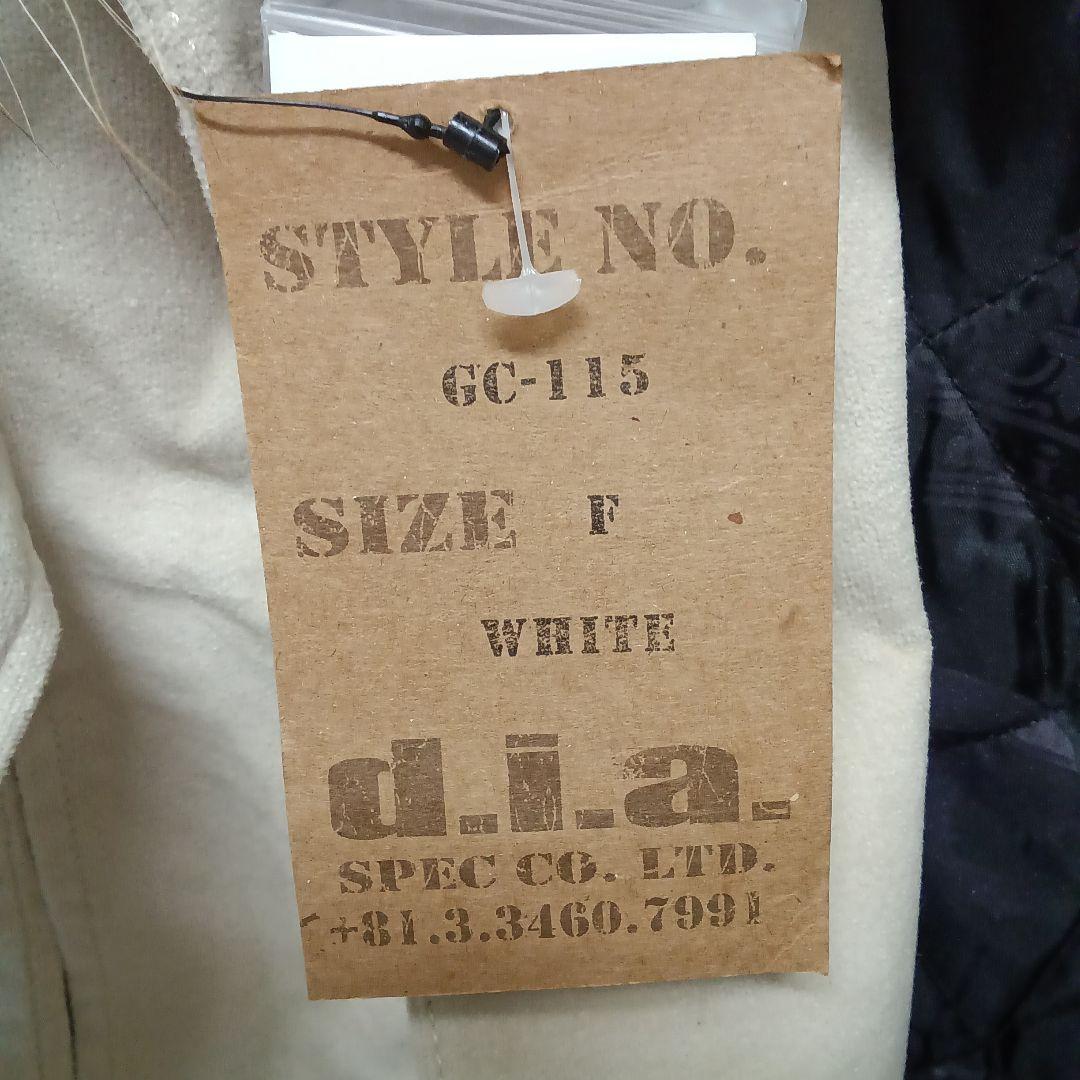 STYLE NO.
GC-115
SIZE F
WHITE
d.i.a.
SPEC CO. LTD.
+81.3.3460.7991